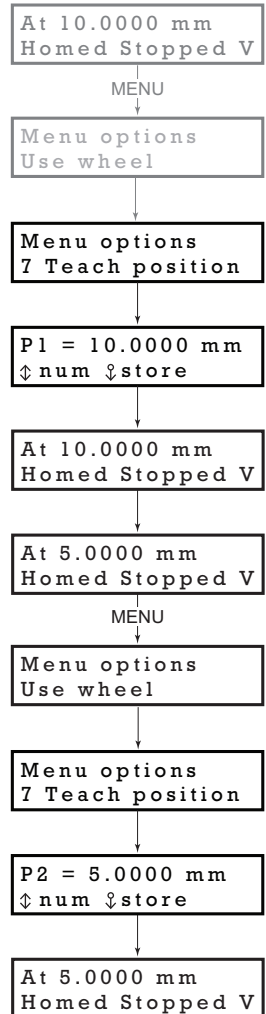 At 10.0000 mm
Homed Stopped V
MENU
Menu options
Use wheel
Menu options
7 Teach position
P1 = 10.0000 mm
⇕ num ⚲store
At 10.0000 mm
Homed Stopped V
At 5.0000 mm
Homed Stopped V
MENU
Menu options
Use wheel
Menu options
7 Teach position
P2 = 5.0000 mm
⇕ num ⚲store
At 5.0000 mm
Homed Stopped V